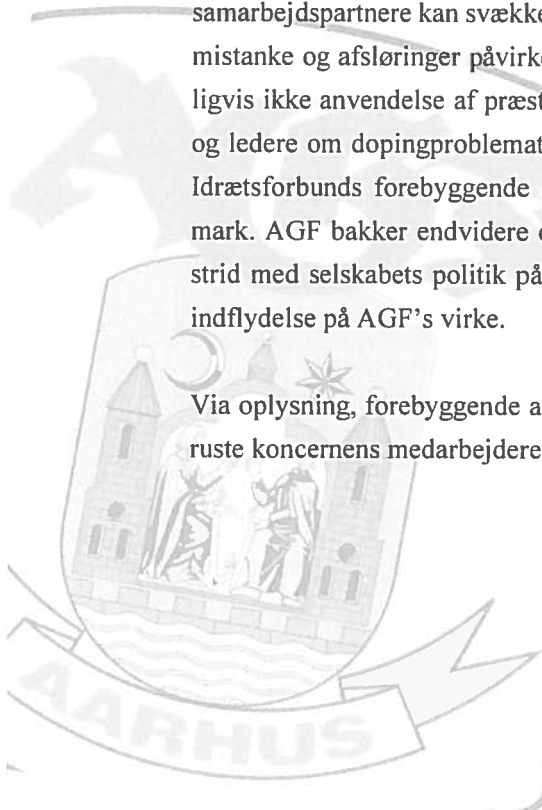 samarbejdspartnere kan svække
mistanke og afsløringer påvirke
ligvis ikke anvendelse af præst
og ledere om dopingproblemat
Idrætsforbunds forebyggende
mark. AGF bakker endvidere
strid med selskabets politik på
indflydelse på AGF's virke.
Via oplysning, forebyggende a
ruste koncernens medarbejdere
AGF
AARHUS